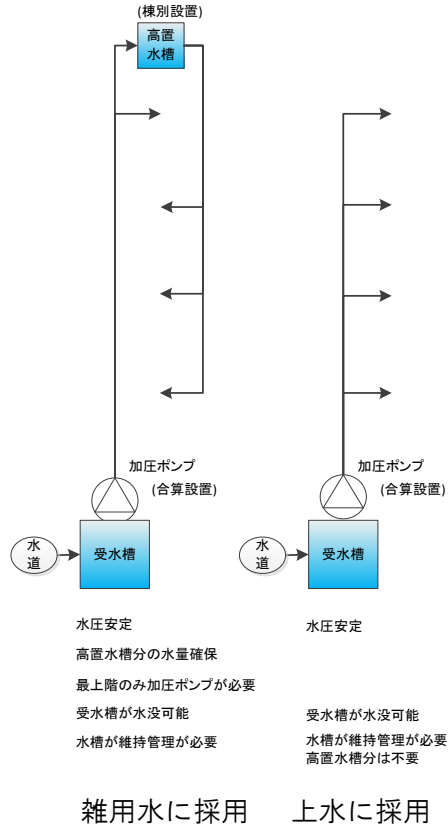 (棟別設置)
高置
水槽
加圧ポンプ
(合算設置)
水
道
受水槽
水圧安定
高置水槽分の水量確保
最上階のみ加圧ポンプが必要
受水槽が水没可能
水槽が維持管理が必要
雑用水に採用
加圧ポンプ
(合算設置)
水
道
受水槽
水圧安定
受水槽が水没可能
水槽が維持管理が必要
高置水槽分は不要
上水に採用